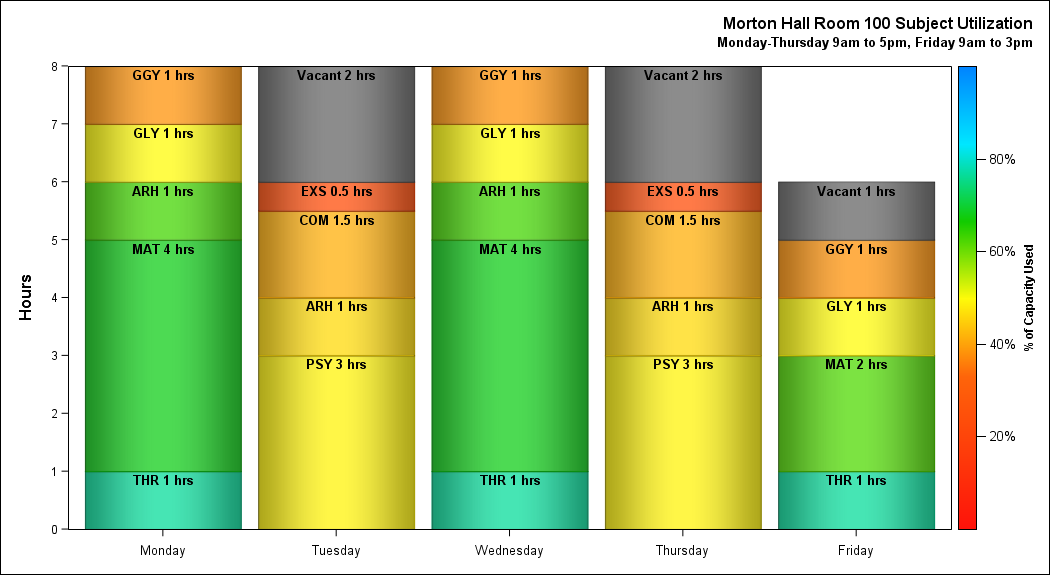 Morton Hall Room 100 Subject Utilization
Monday-Thursday 9am to 5pm, Friday 9am to 3pm
Hours
8
7
6
5
4
3
2
1
0
GGY 1 hrs
GLY 1 hrs
ARH 1 hrs
MAT 4 hrs
THR 1 hrs
Vacant 2 hrs
EXS 0.5 hrs
COM 1.5 hrs
ARH 1 hrs
PSY 3 hrs
GGY 1 hrs
GLY 1 hrs
ARH 1 hrs
MAT 4 hrs
THR 1 hrs
Vacant 2 hrs
EXS 0.5 hrs
COM 1.5 hrs
ARH 1 hrs
PSY 3 hrs
Vacant 1 hrs
GGY 1 hrs
GLY 1 hrs
MAT 2 hrs
THR 1 hrs
Monday
Tuesday
Wednesday
Thursday
Friday
80%
60%
40%
20%
% of Capacity Used